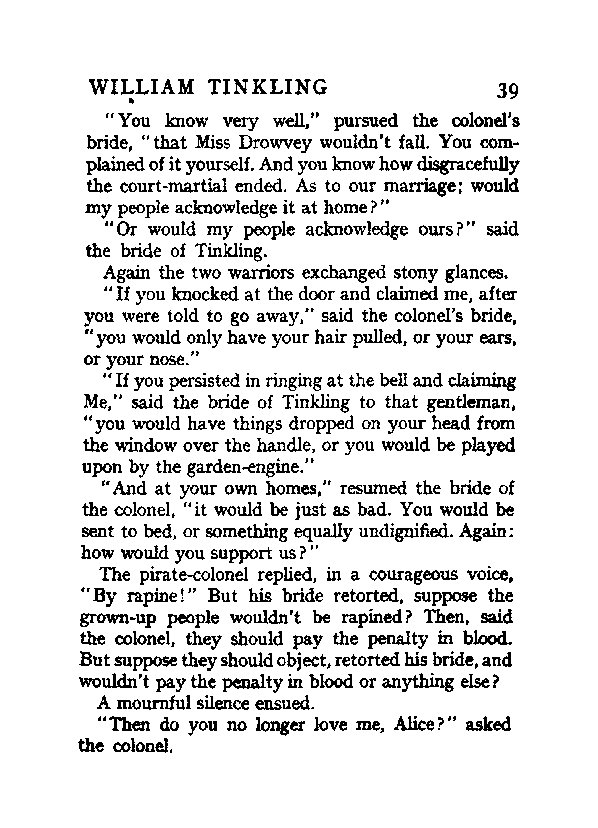 WILLIAM TINKLING 39
"You know very well," pursued the colonel's
bride, "that Miss Drowvey wouldn't fall. You com-
plained of it yourself. And you know how disgracefully
the court-martial ended. As to our marriage; would
my people acknowledge it at home?"
"Or would my people acknowledge ours?" said
the bride of Tinkling.
Again the two warriors exchanged stony glances.
"If you knocked at the door and claimed me, after
you were told to go away," said the colonel's bride,
"you would only have your hair pulled, or your ears,
or your nose."
"If you persisted in ringing at the bell and claiming
Me," said the bride of Tinkling to that gentleman,
"you would have things dropped on your head from
the window over the handle, or you would be played
upon by the garden-engine."
"And at your own homes," resumed the bride of
the colonel, "it would be just as bad. You would be
sent to bed, or something equally undignified. Again:
how would you support us?"
The pirate-colonel replied, in a courageous voice,
"By rapine!" But his bride retorted, suppose the
grown-up people wouldn't be rapined? Then, said
the colonel, they should pay the penalty in blood.
But suppose they should object, retorted his bride, and
wouldn't pay the penalty in blood or anything else?
A mournful silence ensued.
"Then do you no longer love me, Alice?" asked
the colonel.